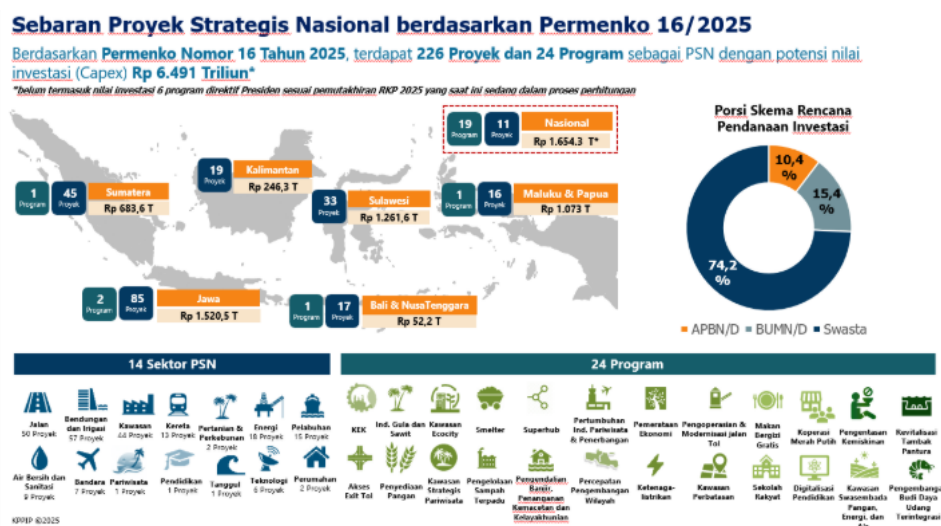 Sebaran Proyek Strategis Nasional berdasarkan Permenko 16/2025
Berdasarkan Permenko Nomor 16 Tahun 2025, terdapat 226 Proyek dan 24 Program sebagai PSN dengan potensi nilai
investasi (Capex) Rp 6.491 Triliun*
*belum termasuk nilai investasi 6 program direktif Presiden sesuai pemutakhiran RKP 2025 yang saat ini sedang dalam proses perhitungan
19 Program
11 Proyek
Nasional
Rp 1.654.3 T*
19 Proyek
Kalimantan
Rp 246,3 T
1 Program
45 Proyek
Sumatera
Rp 683,6 T
33 Proyek
Sulawesi
Rp 1.261,6 T
1 Program
16 Proyek
Maluku & Papua
Rp 1.073 T
2 Program
85 Proyek
Jawa
Rp 1.520,5 T
1 Program
17 Proyek
Bali & NusaTenggara
Rp 52,2 T
Porsi Skema Rencana
Pendanaan Investasi
10,4
%
15,4
%
74,2
%
APBN/D BUMN/D Swasta
14 Sektor PSN
Jalan
50 Proyek
Bendungan
dan Irigasi
57 Proyek
Kawasan
44 Proyek
Kereta
13 Proyek
Pertanian &
Perkebunan
2 Proyek
Energi
18 Proyek
Pelabuhan
15 Proyek
Air Bersih dan
Sanitasi
9 Proyek
Bandara
7 Proyek
Pariwisata
1 Proyek
Pendidikan
1 Proyek
Tanggul
1 Proyek
Teknologi
6 Proyek
Perumahan
2 Proyek
24 Program
KEK
Ind. Gula dan
Sawit
Kawasan
Ecocity
Smelter
Superhub
Pertumbuhan
Ind. Pariwisata
& Penerbangan
Pemerataan
Ekonomi
Pengoperasian &
Modernisasi Jalan
Tol
Makan
Bergizi
Gratis
Koperasi
Merah Putih
Pengentasan
Kemiskinan
Revitalisasi
Tambak
Pantura
Akses
Exit Tol
Penyediaan
Pangan
Kawasan
Strategis
Pariwisata
Pengelolaan
Sampah
Terpadu
Pengendalian
Banjir,
Penanganan
Kemacetan dan
Kelayakhunian
Percepatan
Pengembangan
Wilayah
Ketenaga-
listrikan
Kawasan
Perbatasan
Sekolah
Rakyat
Digitalisasi
Pendidikan
Kawasan
Swasembada
Pangan,
Energi, dan
Air
Pengembanga
Budi Daya
Udang
Terintegrasi
KPPIP ©2025